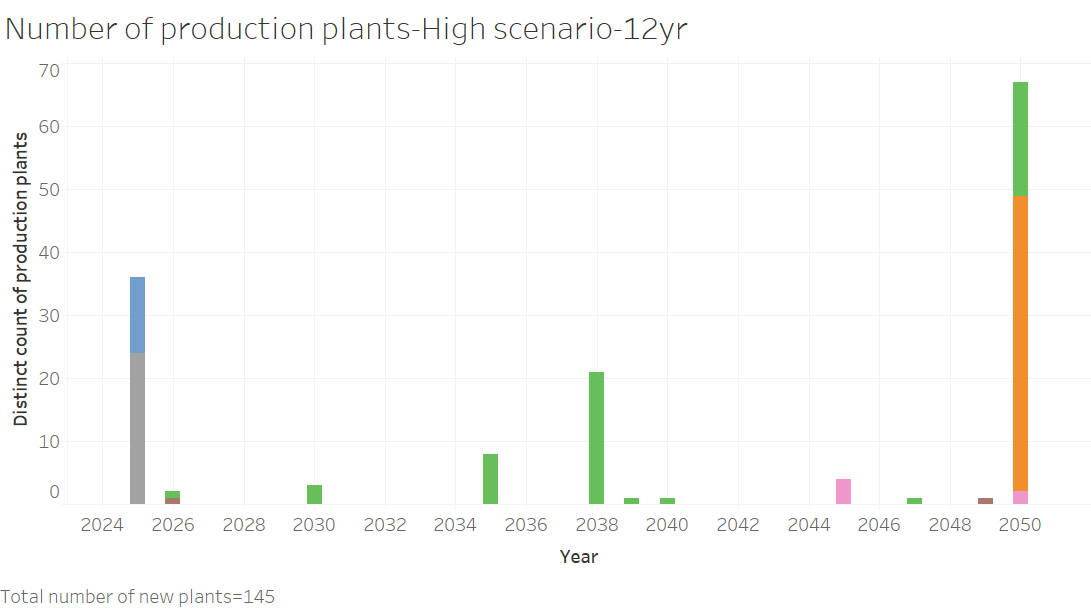 Number of production plants-High scenario-12yr
Distinct count of production plants
70
60
50
40
30
20
10
0
2024 2026 2028 2030 2032 2034 2036 2038 2040 2042 2044 2046 2048 2050
Year
Total number of new plants=145